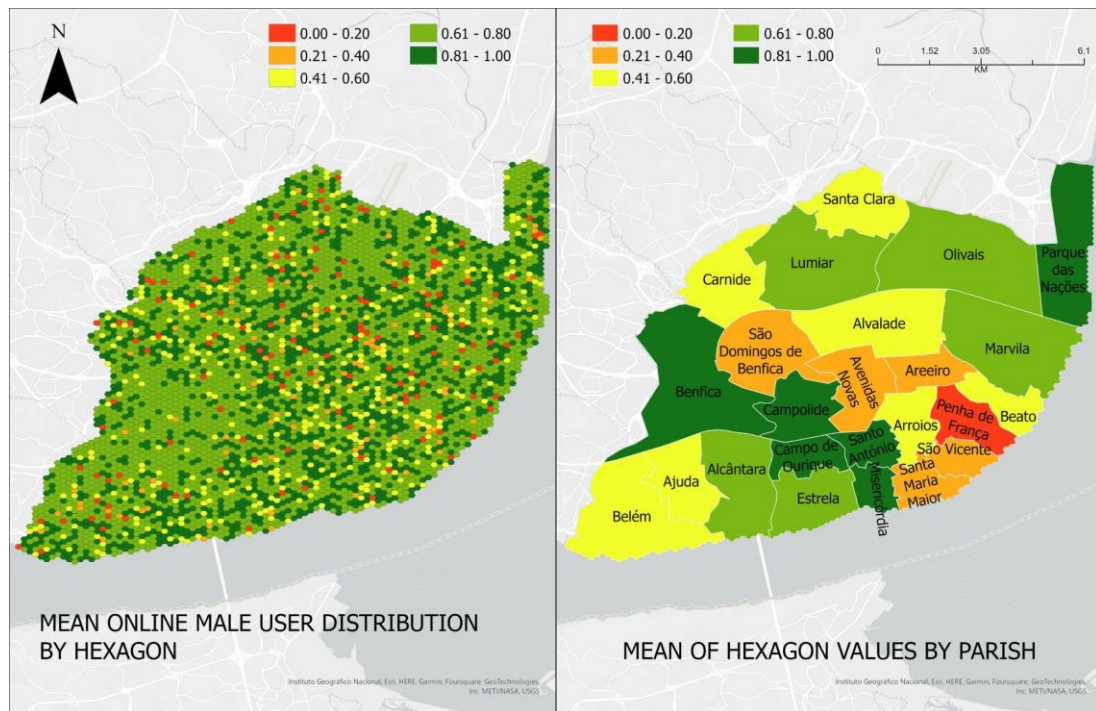 N
0.00 - 0.20
0.21 - 0.40
0.41 - 0.60
0.61 - 0.80
0.81 - 1.00
MEAN ONLINE MALE USER DISTRIBUTION
BY HEXAGON
Instituto Geográfico Nacional, Esri, HERE, Garmin, Foursquare, GeoTechnologies,
Inc, METI/NASA, USGS
0.00 - 0.20
0.21 - 0.40
0.41 - 0.60
0.61 - 0.80
0.81 - 1.00
0 1.52 3.05 6.1
KM
Santa Clara
Lumiar
Olivais
Parque
das
Nações
Carnide
São
Domingos de
Benfica
Alvalade
Marvila
Avenidas
Novas
Areeiro
Benfica
Campolide
Arroios
Penha de
França
Beato
Santo
António
São Vicente
Campo de
Ourique
Alcântara
Ajuda
Belém
Estrela
Misericórdia
Santa
Maria
Maior
MEAN OF HEXAGON VALUES BY PARISH
Instituto Geográfico Nacional, Esri, HERE, Garmin, Foursquare, GeoTechnologies,
Inc, METI/NASA, USGS